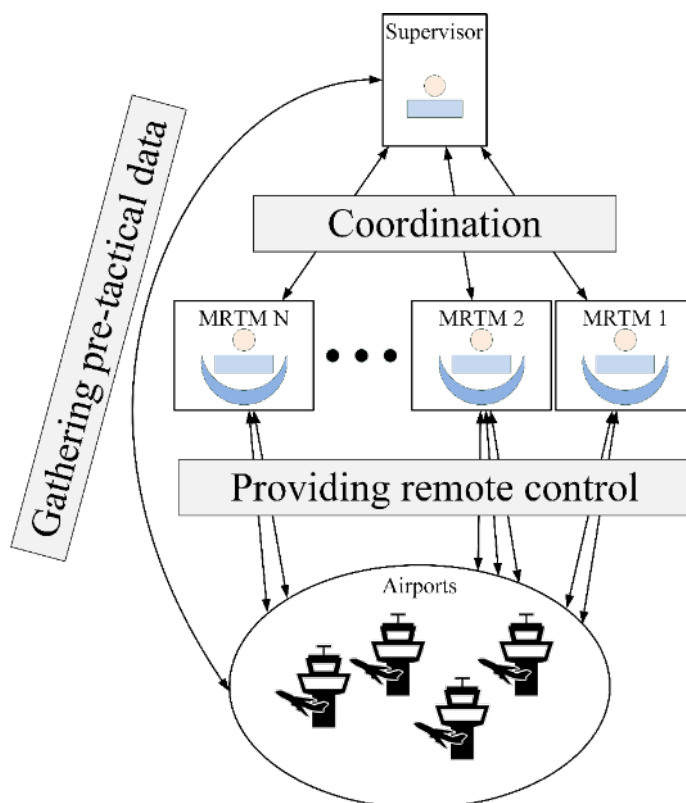 Supervisor
Gathering pre-tactical data
Coordination
MRTM N
MRTM 2
MRTM 1
Providing remote control
Airports